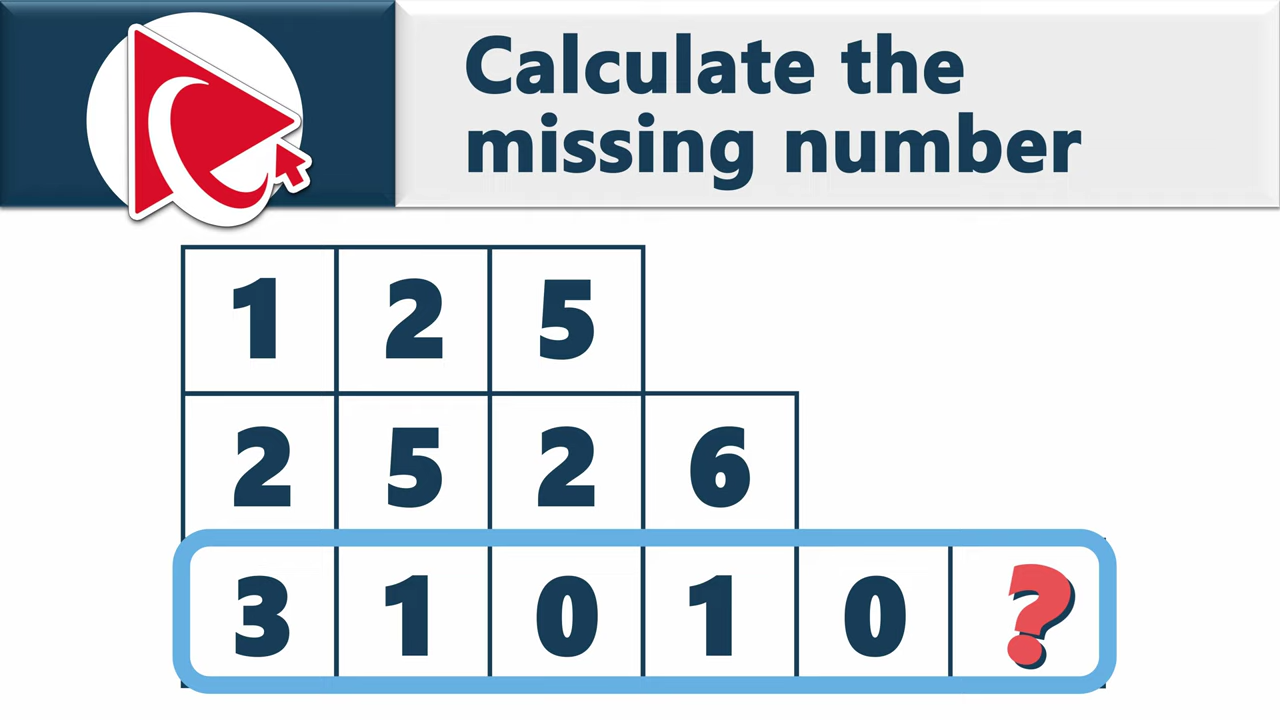 Calculate the
missing number
1 2 5
2 5 2 6
3 1 0 1 0 ?